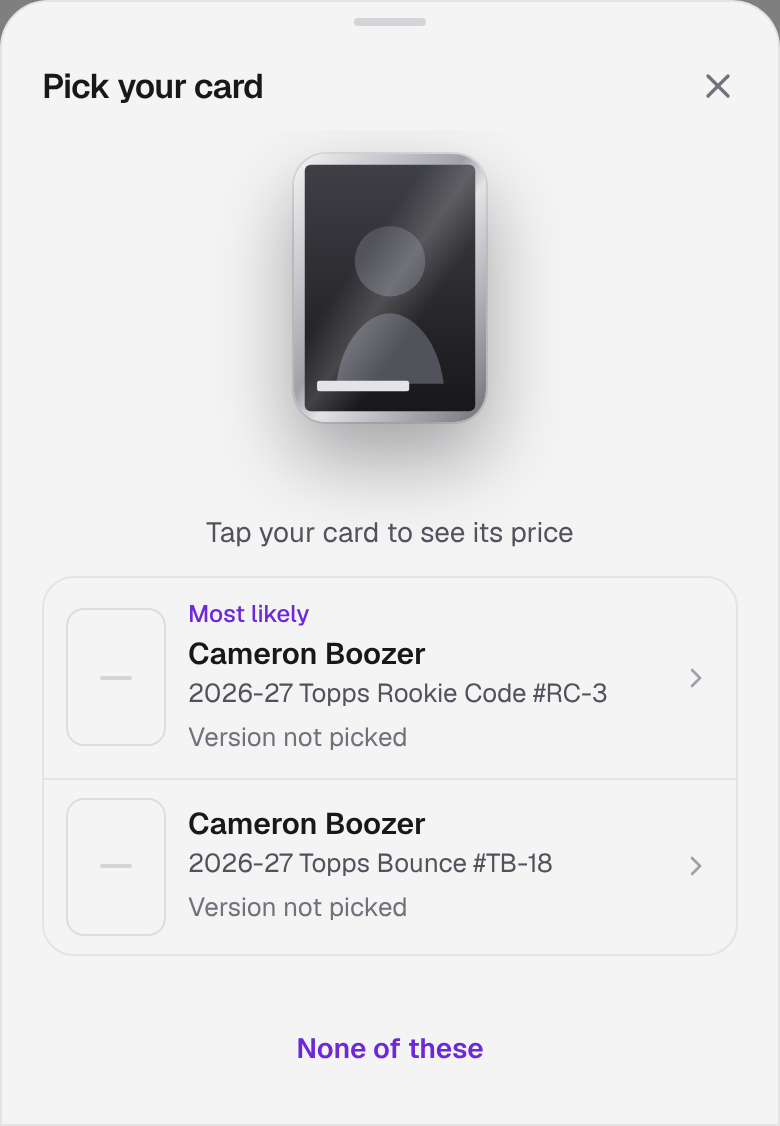 Pick your card
Tap your card to see its price
Most likely
Cameron Boozer
2026-27 Topps Rookie Code #RC-3
Version not picked
Cameron Boozer
2026-27 Topps Bounce #TB-18
Version not picked
None of these